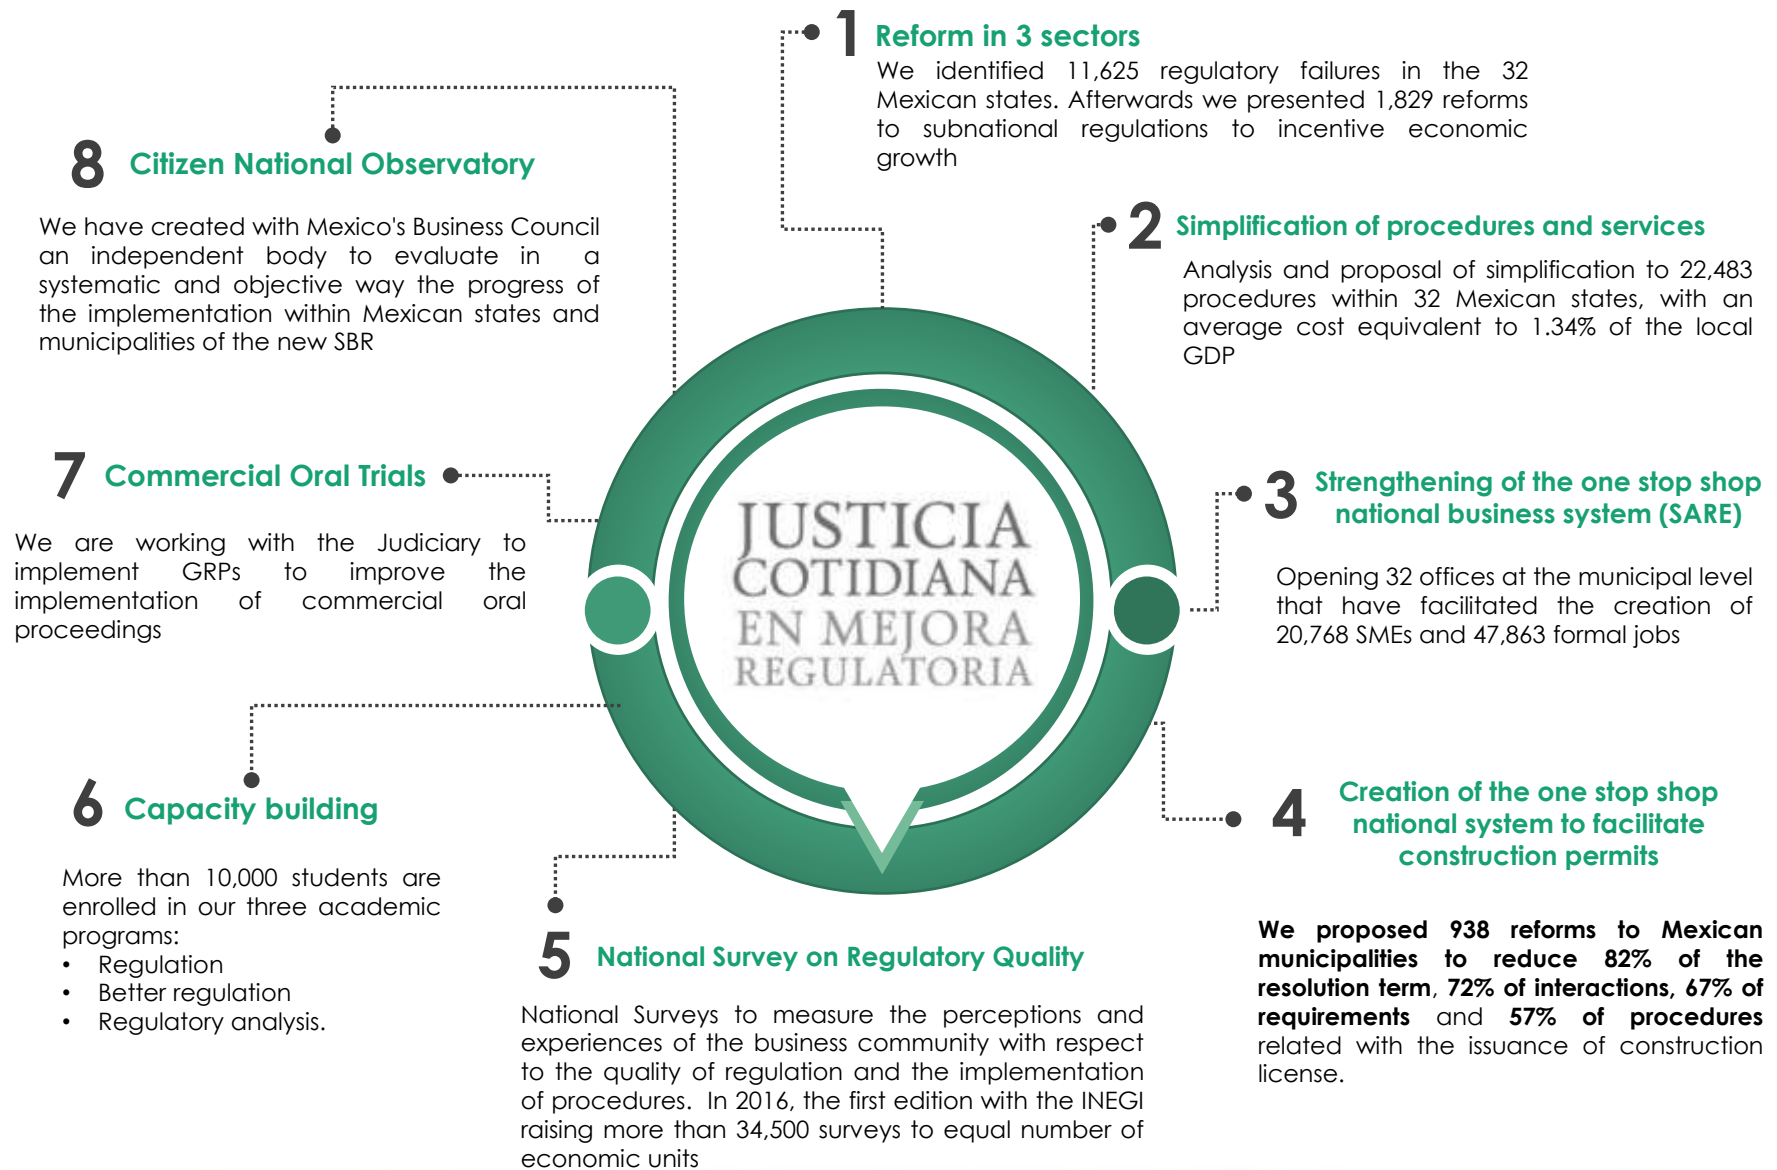 1 Reform in 3 sectors
We identified 11,625 regulatory failures in the 32
Mexican states. Afterwards we presented 1,829 reforms
to subnational regulations to incentive economic
growth
2 Simplification of procedures and services
Analysis and proposal of simplification to 22,483
procedures within 32 Mexican states, with an
average cost equivalent to 1.34% of the local
GDP
3 Strengthening of the one stop shop
national business system (SARE)
Opening 32 offices at the municipal level
that have facilitated the creation of
20,768 SMEs and 47,863 formal jobs
4 Creation of the one stop shop
national system to facilitate
construction permits
We proposed 938 reforms to Mexican
municipalities to reduce 82% of the
resolution term, 72% of interactions, 67% of
requirements and 57% of procedures
related with the issuance of construction
license.
5 National Survey on Regulatory Quality
National Surveys to measure the perceptions and
experiences of the business community with respect
to the quality of regulation and the implementation
of procedures. In 2016, the first edition with the INEGI
raising more than 34,500 surveys to equal number of
economic units
6 Capacity building
More than 10,000 students are
enrolled in our three academic
programs:
• Regulation
• Better regulation
• Regulatory analysis.
7 Commercial Oral Trials
We are working with the Judiciary to
implement GRPs to improve the
implementation of commercial oral
proceedings
8 Citizen National Observatory
We have created with Mexico's Business Council
an independent body to evaluate in a
systematic and objective way the progress of
the implementation within Mexican states and
municipalities of the new SBR
JUSTICIA
COTIDIANA
EN MEJORA
REGULATORIA